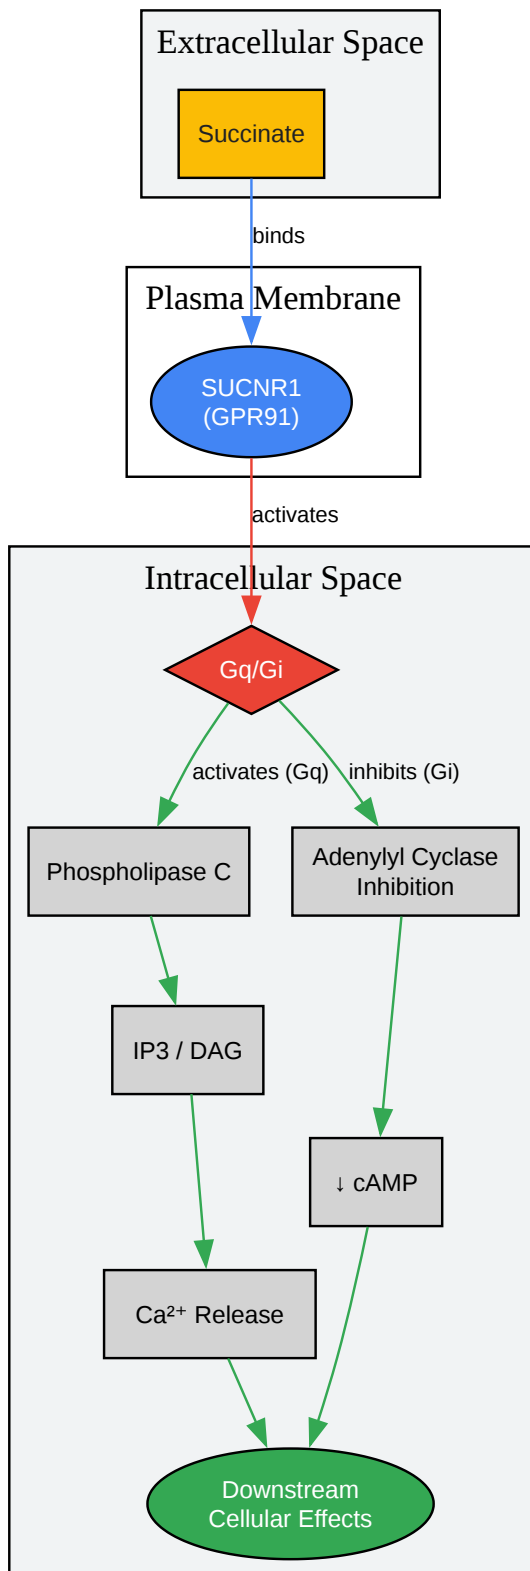 Extracellular Space
Succinate
binds
Plasma Membrane
SUCNR1
(GPR91)
activates
Intracellular Space
Gq/Gi
activates (Gq)
inhibits (Gi)
Phospholipase C
Adenylyl Cyclase
Inhibition
IP3 / DAG
↓ cAMP
Ca²⁺ Release
Downstream
Cellular Effects